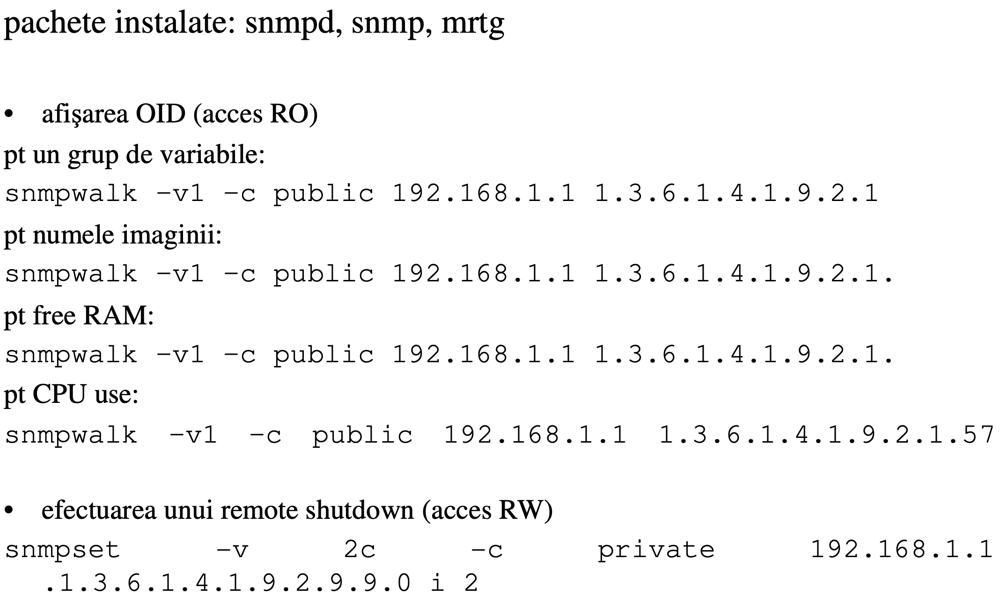 pachete instalate: snmpd, snmp, mrtg
• afişarea OID (acces RO)
pt un grup de variabile:
snmpwalk –v1 –c public 192.168.1.1 1.3.6.1.4.1.9.2.1
pt numele imaginii:
snmpwalk –v1 –c public 192.168.1.1 1.3.6.1.4.1.9.2.1.
pt free RAM:
snmpwalk –v1 –c public 192.168.1.1 1.3.6.1.4.1.9.2.1.
pt CPU use:
snmpwalk –v1 –c public 192.168.1.1 1.3.6.1.4.1.9.2.1.57
• efectuarea unui remote shutdown (acces RW)
snmpset –v 2c –c private 192.168.1.1
.1.3.6.1.4.1.9.2.9.9.0 i 2